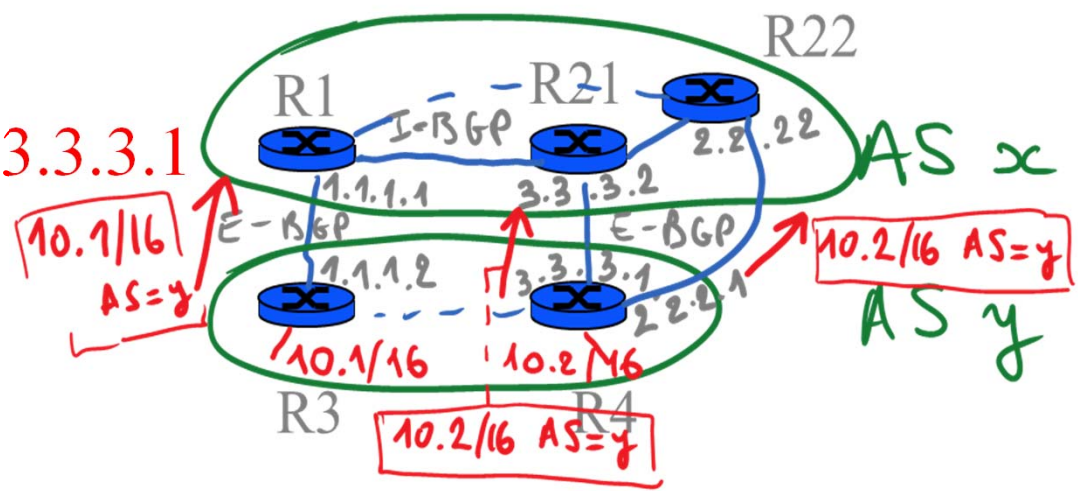 R22
R1
R21
I-BGP
2.2.2.22
3.3.3.1
1.1.1.1
3.3.3.2
AS x
10.1/16
AS=y
E-BGP
E-BGP
10.2/16 AS=y
1.1.1.2
3.3.3.1
2.2.2.1
AS y
10.1/16
10.2/16
R3
R4
10.2/16 AS=y